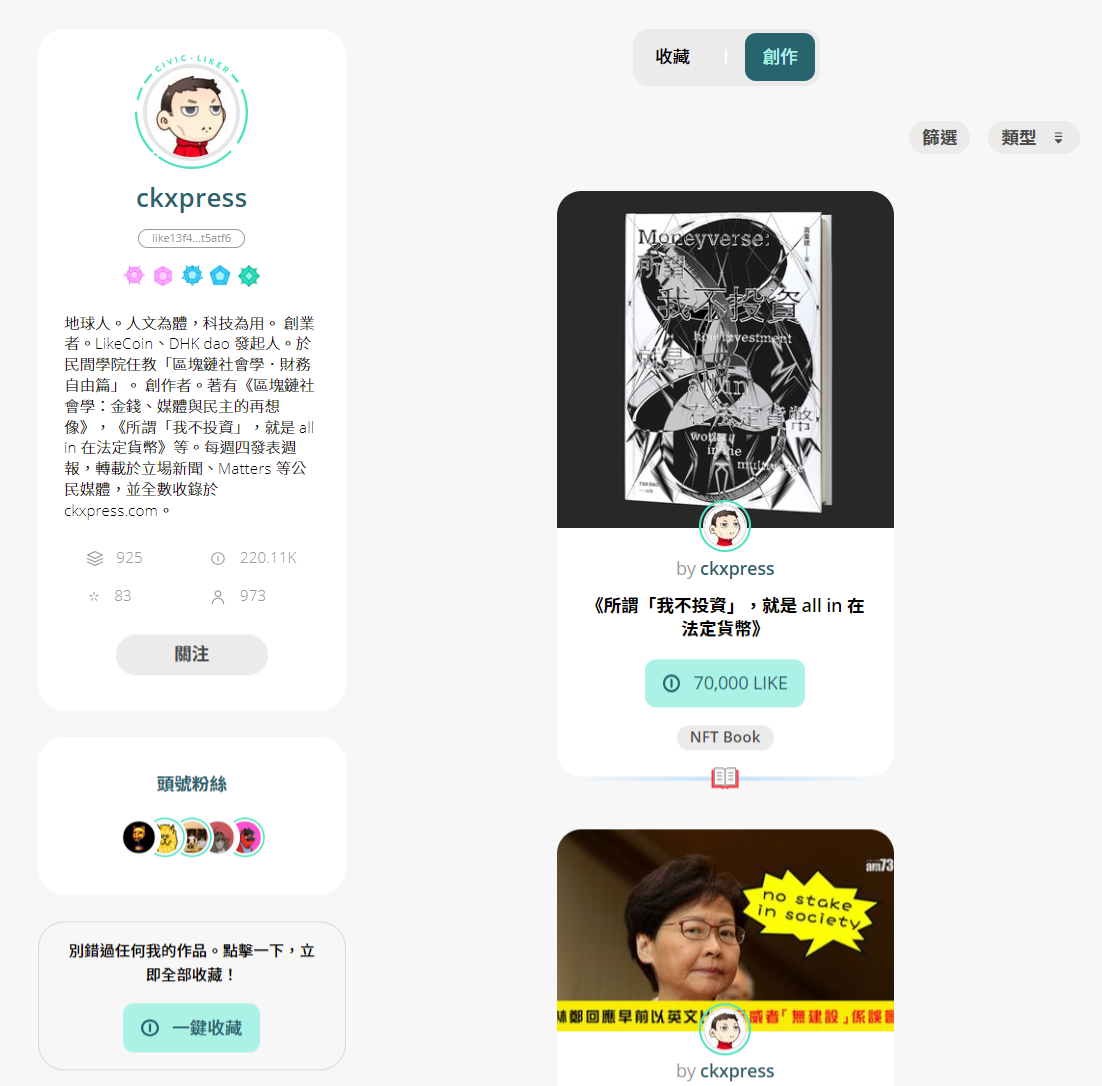 CIVIC · LIKER
ckxpress
like13f4...t5atf6
地球人。人文為體，科技為用。 創業
者。LikeCoin、DHK dao 發起人。於
民間學院任教「區塊鏈社會學．財務
自由篇」。 創作者。著有《區塊鏈社
會學：金錢、媒體與民主的再想
像》，《所謂「我不投資」，就是 all
in 在法定貨幣》等。每週四發表週
報，轉載於立場新聞、Matters 等公
民媒體，並全數收錄於
ckxpress.com。
925
220.11K
83
973
關注
頭號粉絲
別錯過任何我的作品。點擊一下，立
即全部收藏！
一鍵收藏
收藏
創作
篩選
類型
Moneyverse:
所謂
我不投資
how investment
就是
all in
在法定貨幣
works
in the
multiverse
高重建
by ckxpress
《所謂「我不投資」，就是 all in 在
法定貨幣》
70,000 LIKE
NFT Book
am73
no stake
in society
林鄭回應早前以英文
威者「無建設」係誤會
by ckxpress